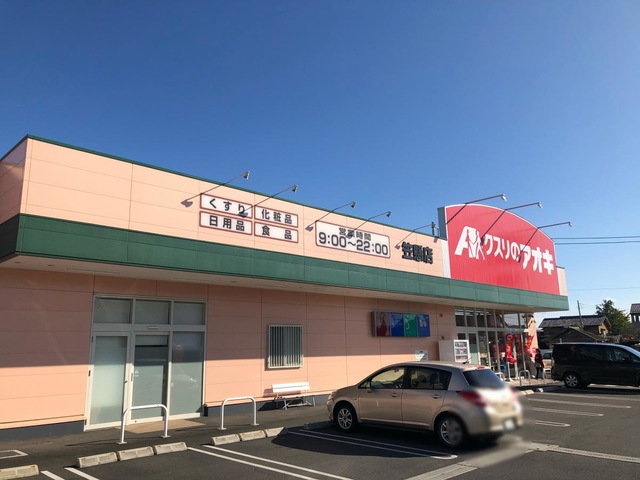 くすり
化粧品
日用品
食品
営業時間
9:00〜22:00
笠懸店
クスリのアオキ